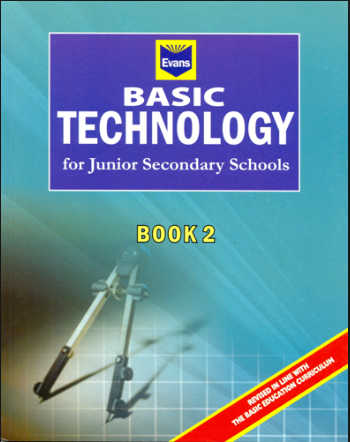 Evans
BASIC
TECHNOLOGY
for Junior Secondary Schools
BOOK 2
REVISED IN LINE WITH
THE BASIC EDUCATION CURRICULUM